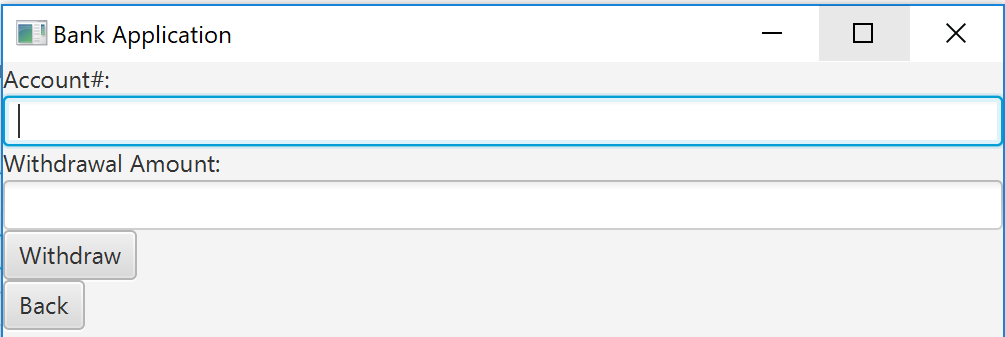 Bank Application
Account#:
Withdrawal Amount:
Withdraw
Back